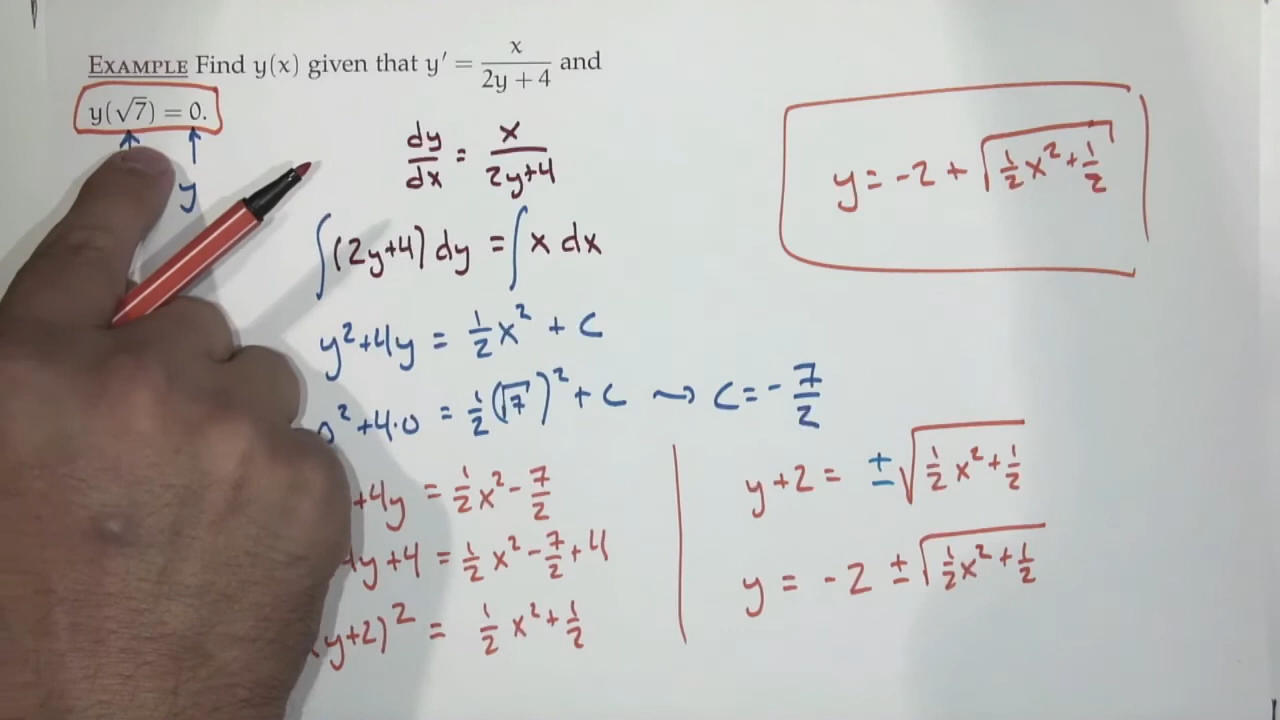 EXAMPLE Find y(x) given that y′ = x/(2y + 4) and
y(√7) = 0.
y
dy/dx = x/(2y+4)
∫(2y+4) dy = ∫ x dx
y²+4y = ½x² + C
0²+4·0 = ½(√7)² + C ⤳ C = -7/2
+4y = ½x² - 7/2
4y+4 = ½x² - 7/2 + 4
(y+2)² = ½x² + ½
y+2 = ± √(½x² + ½)
y = -2 ± √(½x² + ½)
y = -2 + √(½x² + ½)